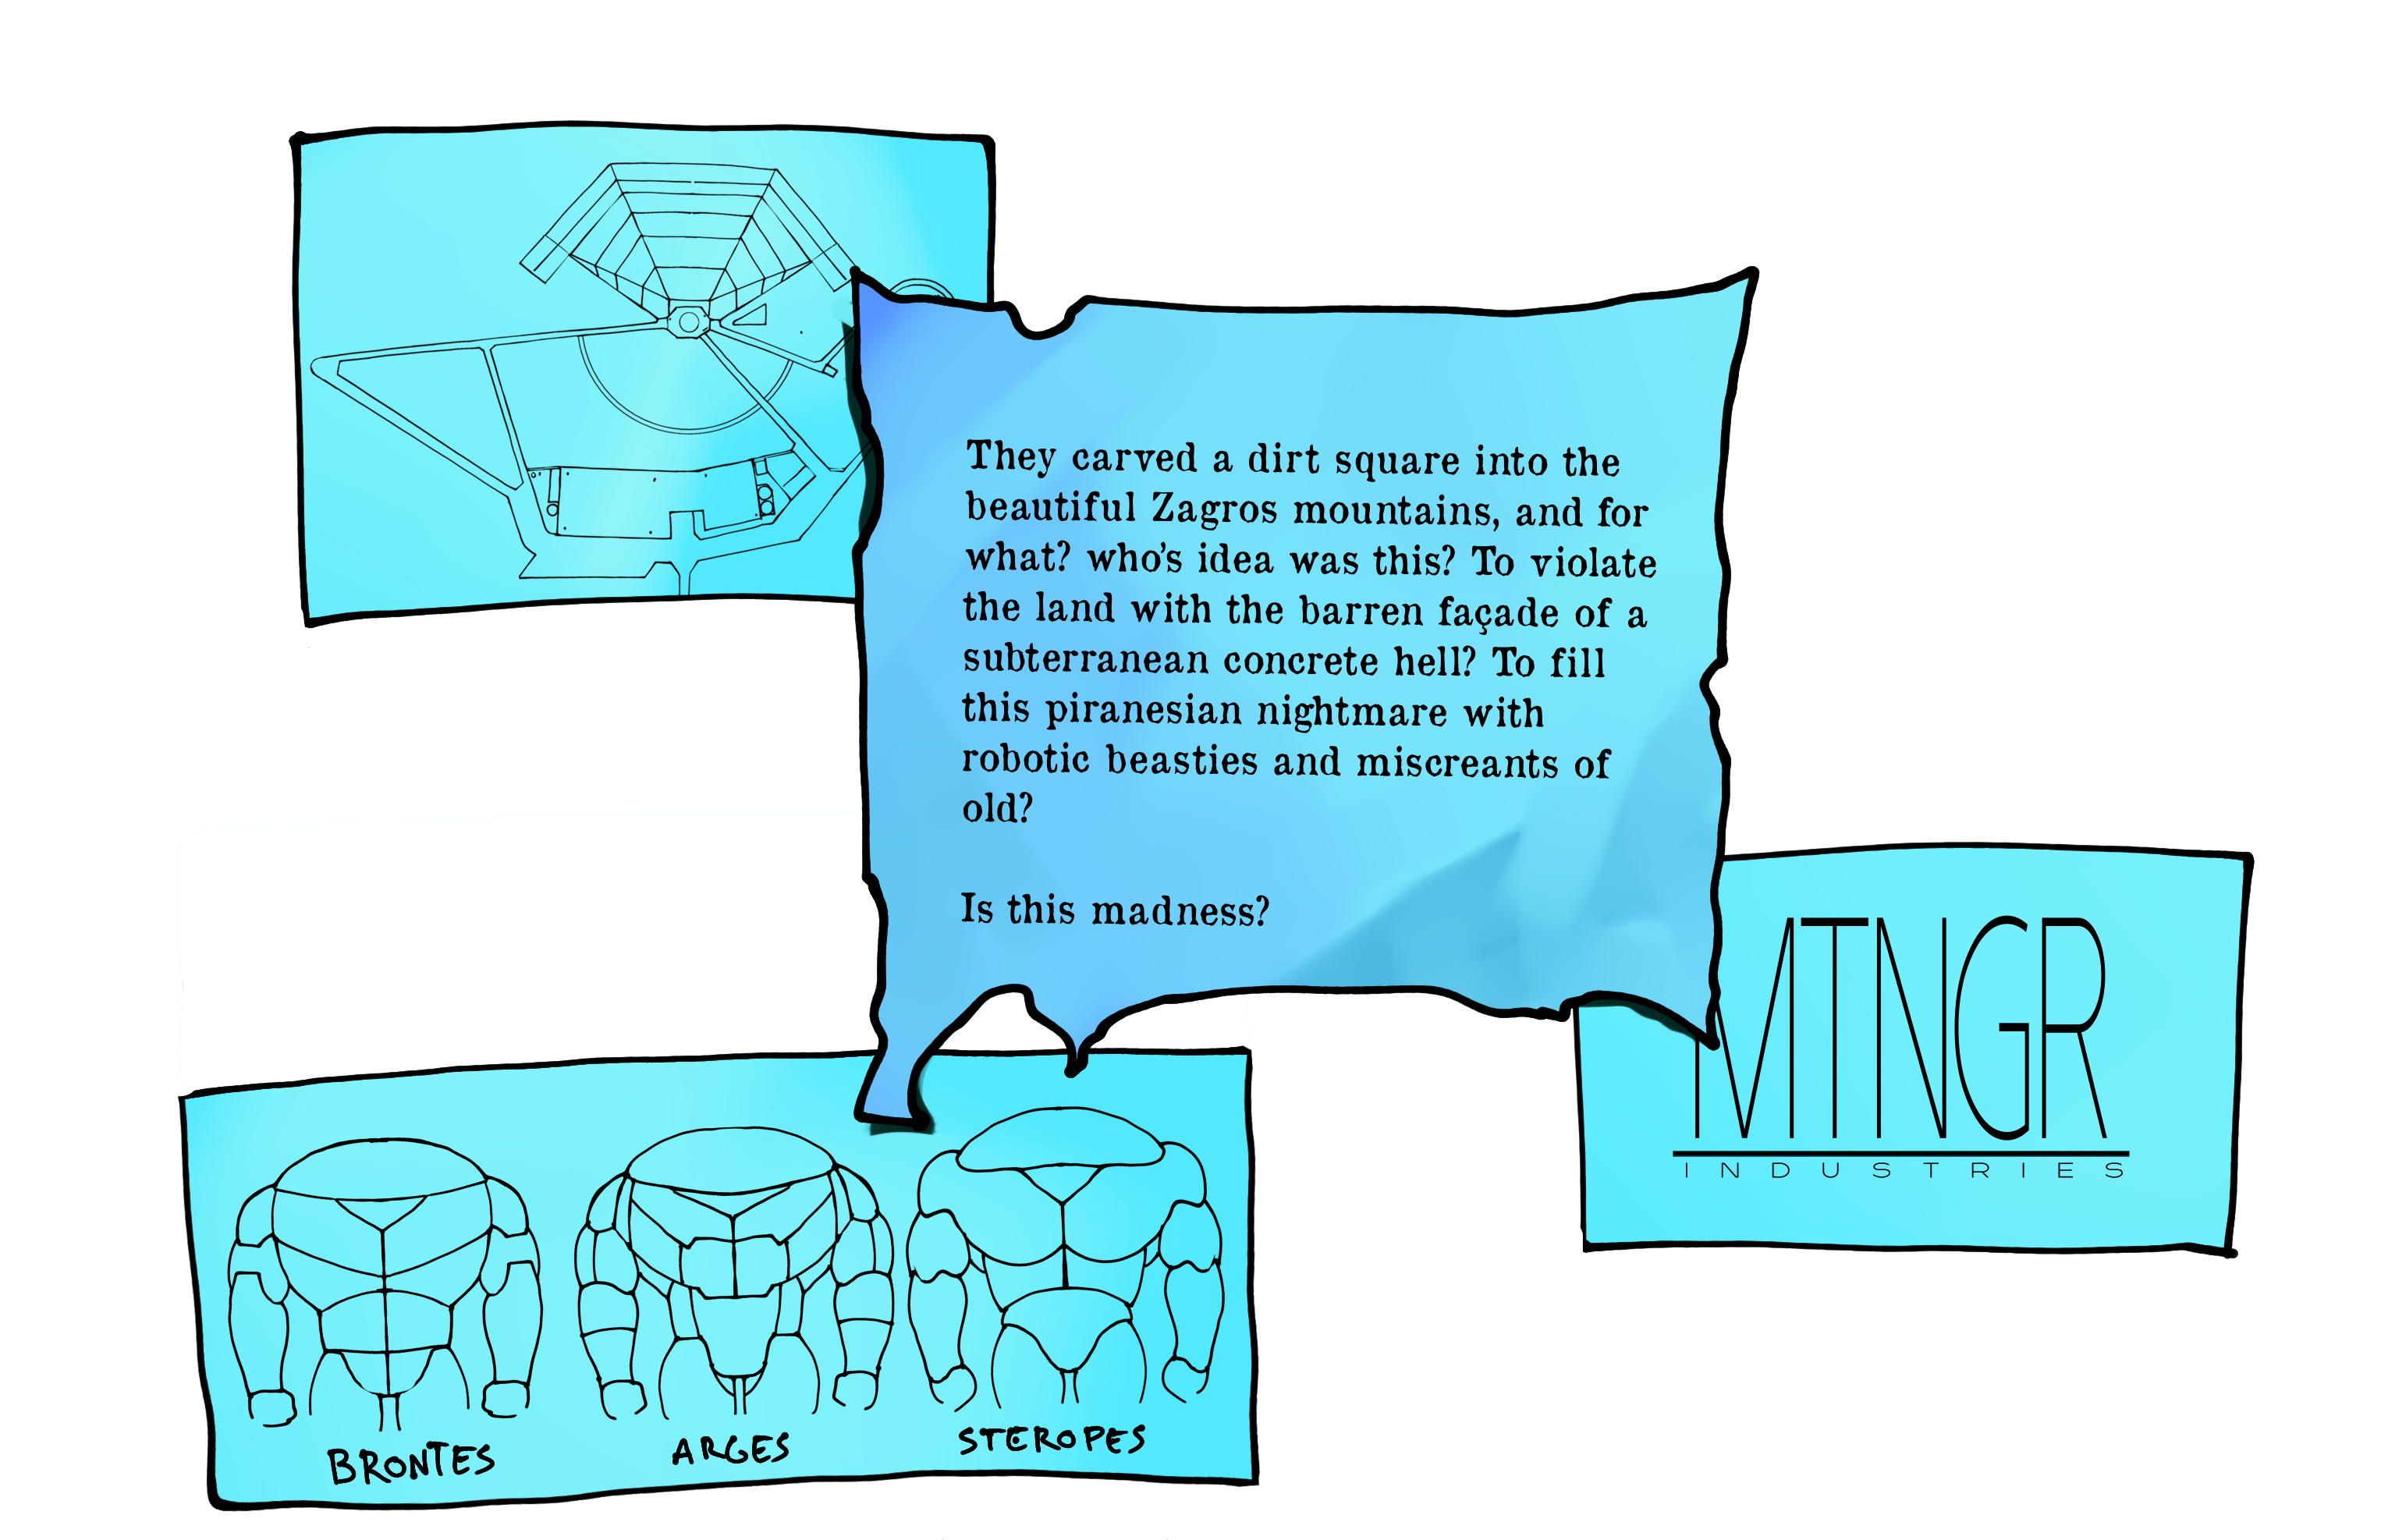 They carved a dirt square into the
beautiful Zagros mountains, and for
what? who's idea was this? To violate
the land with the barren façade of a
subterranean concrete hell? To fill
this piranesian nightmare with
robotic beasties and miscreants of
old?
Is this madness?
MTNGR
INDUSTRIES
BRONTES
ARGES
STEROPES